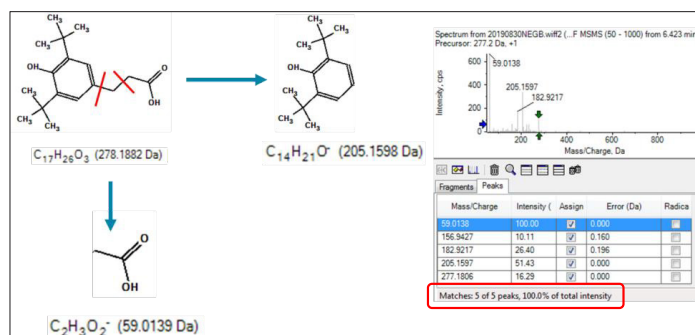 H₃C
CH₃
CH₃
OH
O
OH
H₃C
CH₃
CH₃
C₁₇H₂₆O₃ (278.1882 Da)
H₃C
CH₃
CH₃
OH
H₃C
CH₃
CH₃
C₁₄H₂₁O⁻ (205.1598 Da)
O
OH
C₂H₃O₂⁻ (59.0139 Da)
Spectrum from 20190830NEGB.wiff2 (...F MSMS (50 - 1000) from 6.423 min
Precursor: 277.2 Da, +1
Intensity, cps
600
400
200
0
59.0138
205.1597
182.9217
200
400
600
800
Mass/Charge, Da
Fragments
Peaks
Mass/Charge
Intensity (
Assign
Error (Da)
Radica
59.0138 100.00 0.000
156.9427 10.11 0.160
182.9217 26.40 0.196
205.1597 51.43 0.000
277.1806 16.29 0.000
Matches: 5 of 5 peaks, 100.0% of total intensity